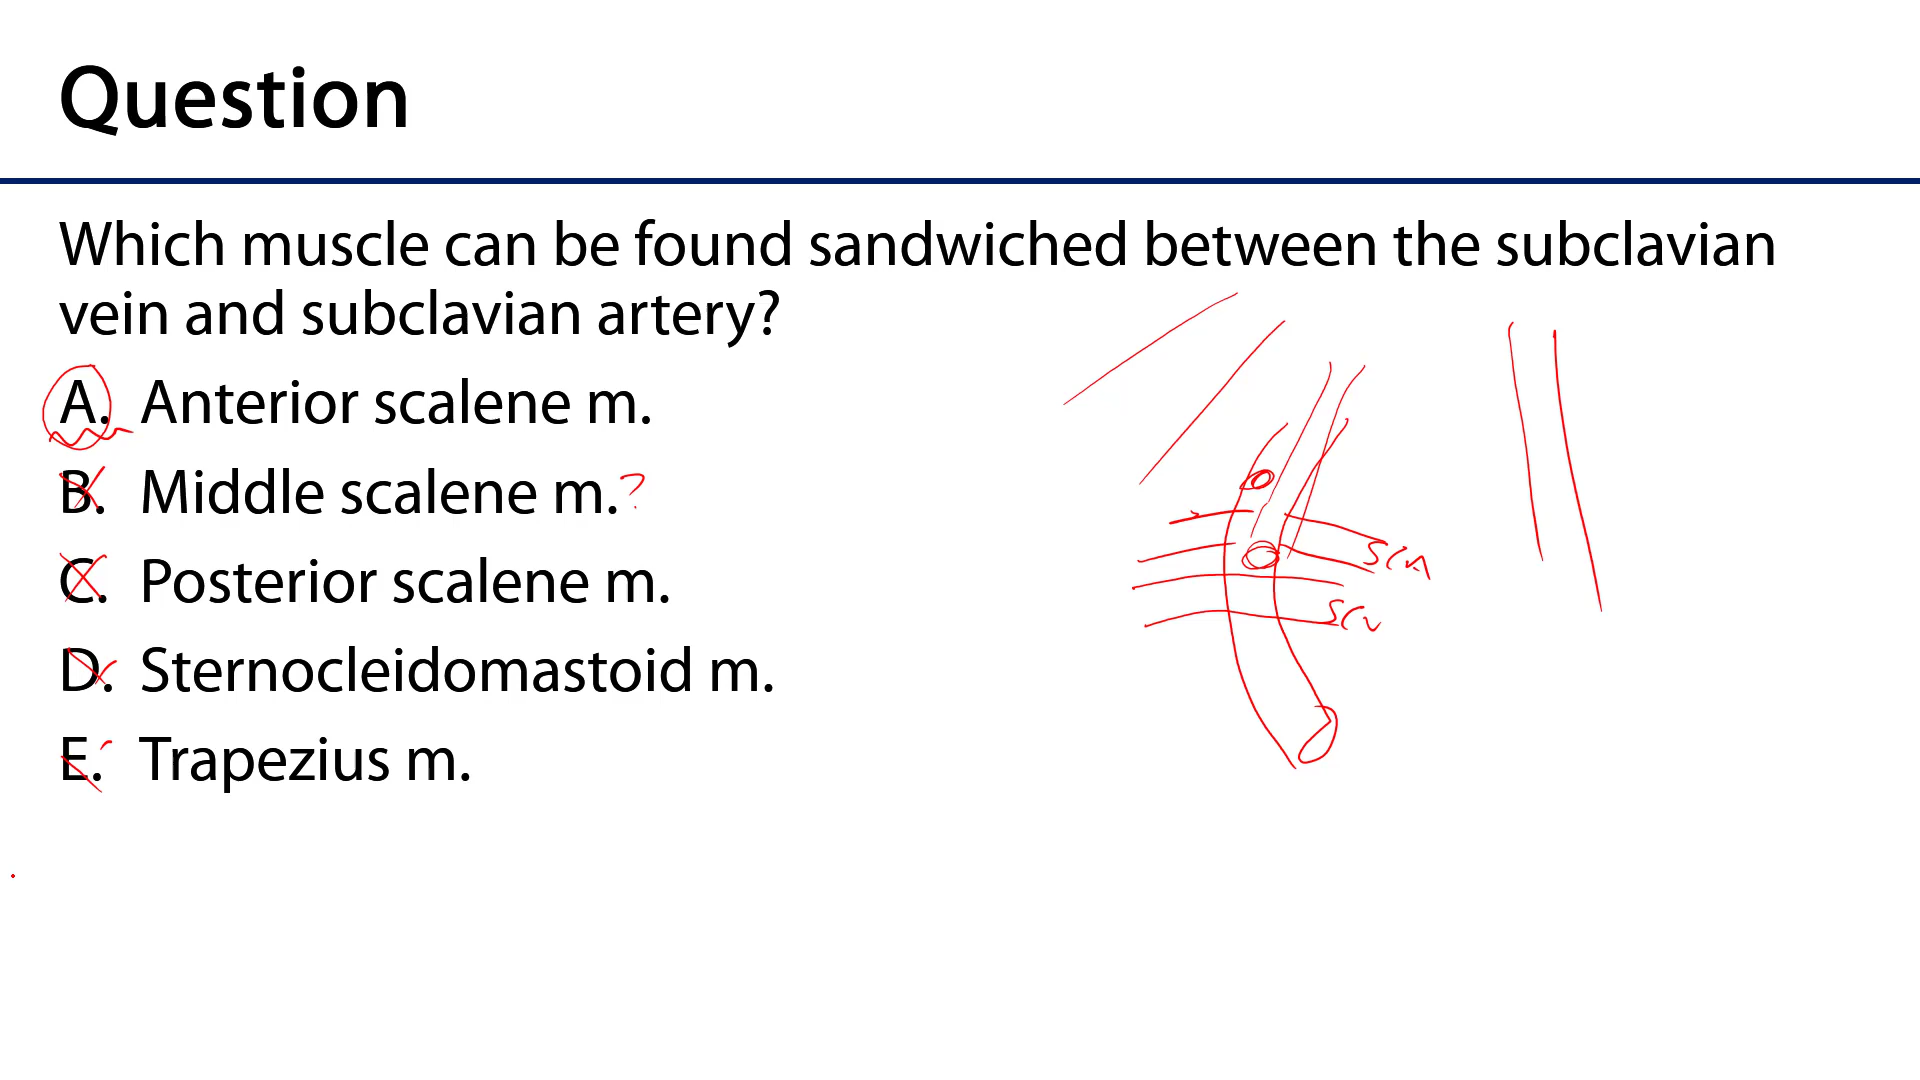 Question
Which muscle can be found sandwiched between the subclavian
vein and subclavian artery?
A. Anterior scalene m.
B. Middle scalene m.?
C. Posterior scalene m.
D. Sternocleidomastoid m.
E. Trapezius m.
SCA
SCV